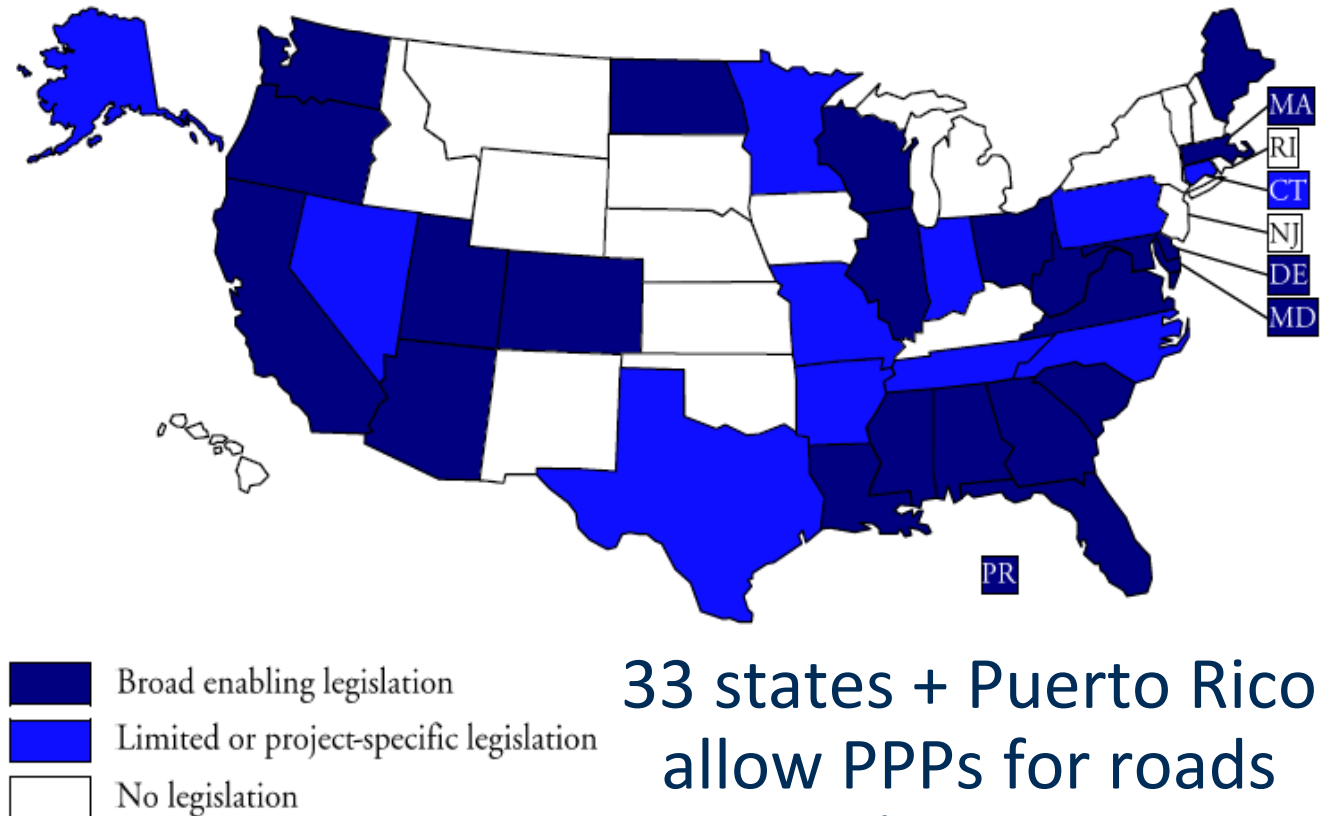 MA
RI
CT
NJ
DE
MD
PR
Broad enabling legislation
Limited or project-specific legislation
No legislation
33 states + Puerto Rico
allow PPPs for roads